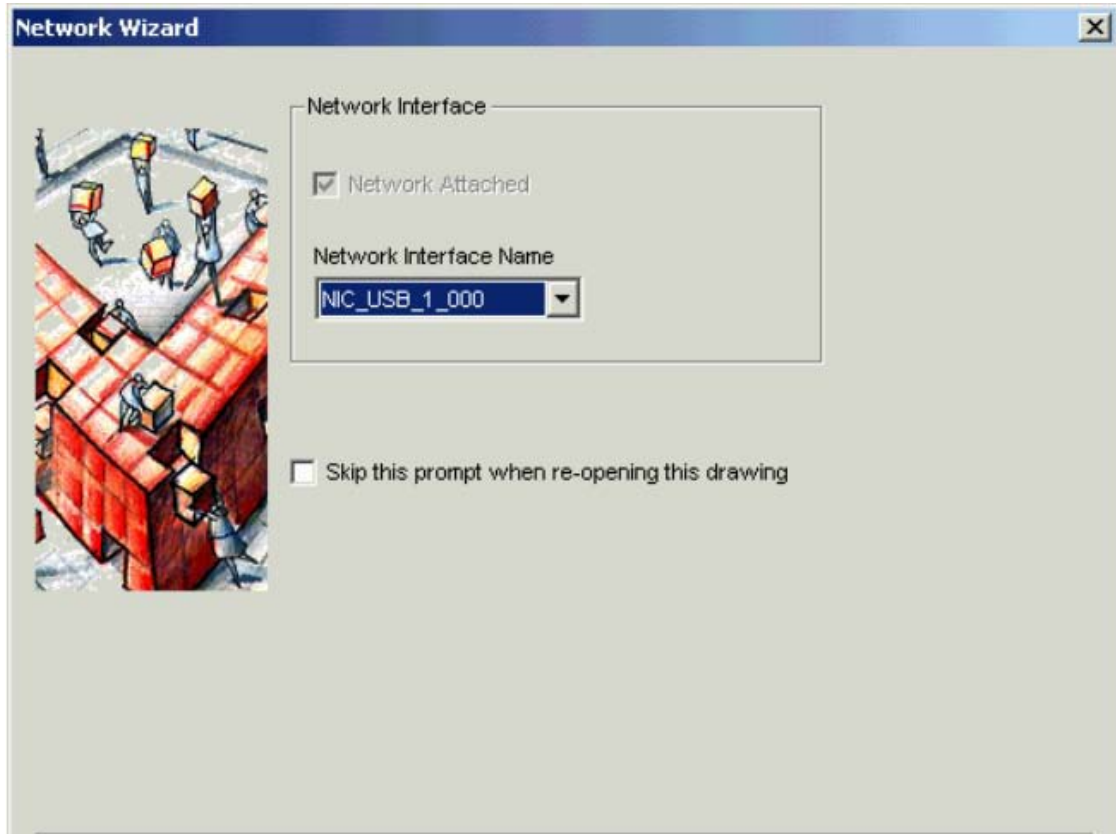 Network Wizard
Network Interface
Network Attached
Network Interface Name
NIC_USB_1_000
Skip this prompt when re-opening this drawing